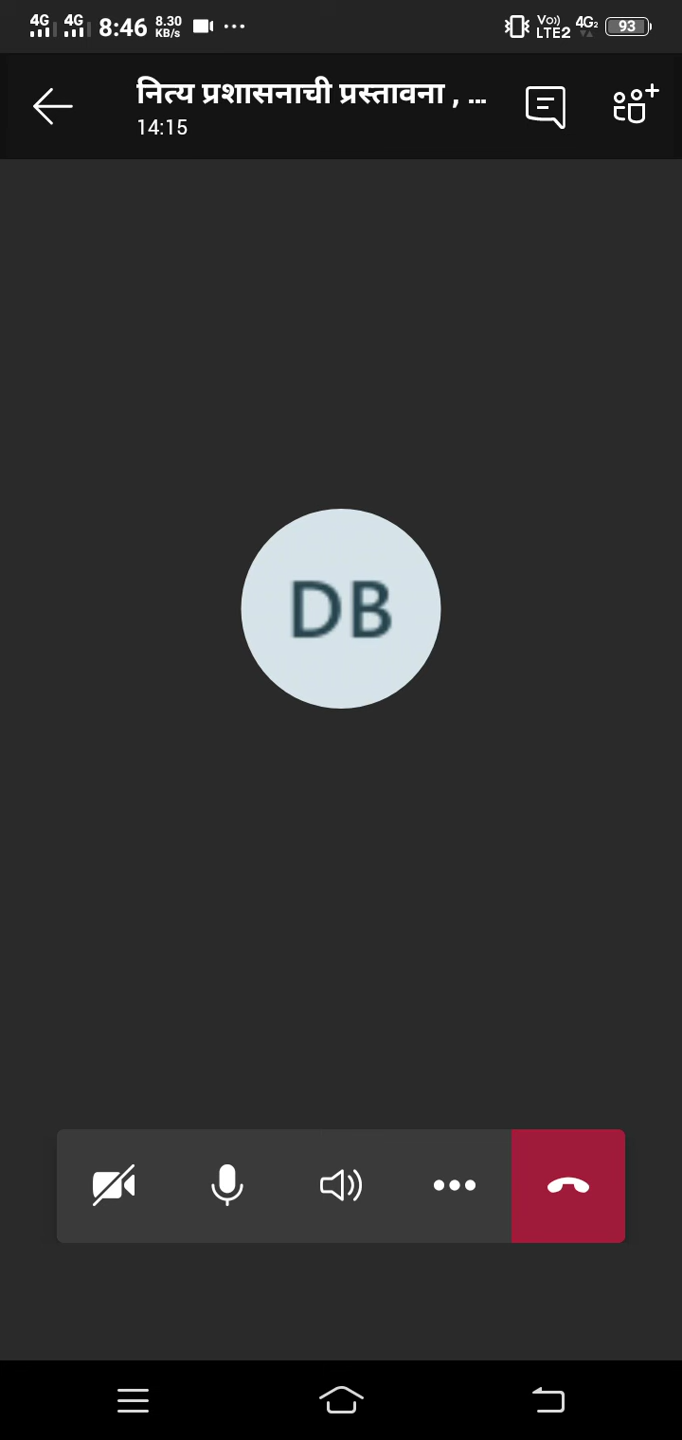 4G 4G 8:46 8.30 KB/s ... Vo)) LTE2 4G2 93
नित्य प्रशासनाची प्रस्तावना , ...
14:15
DB